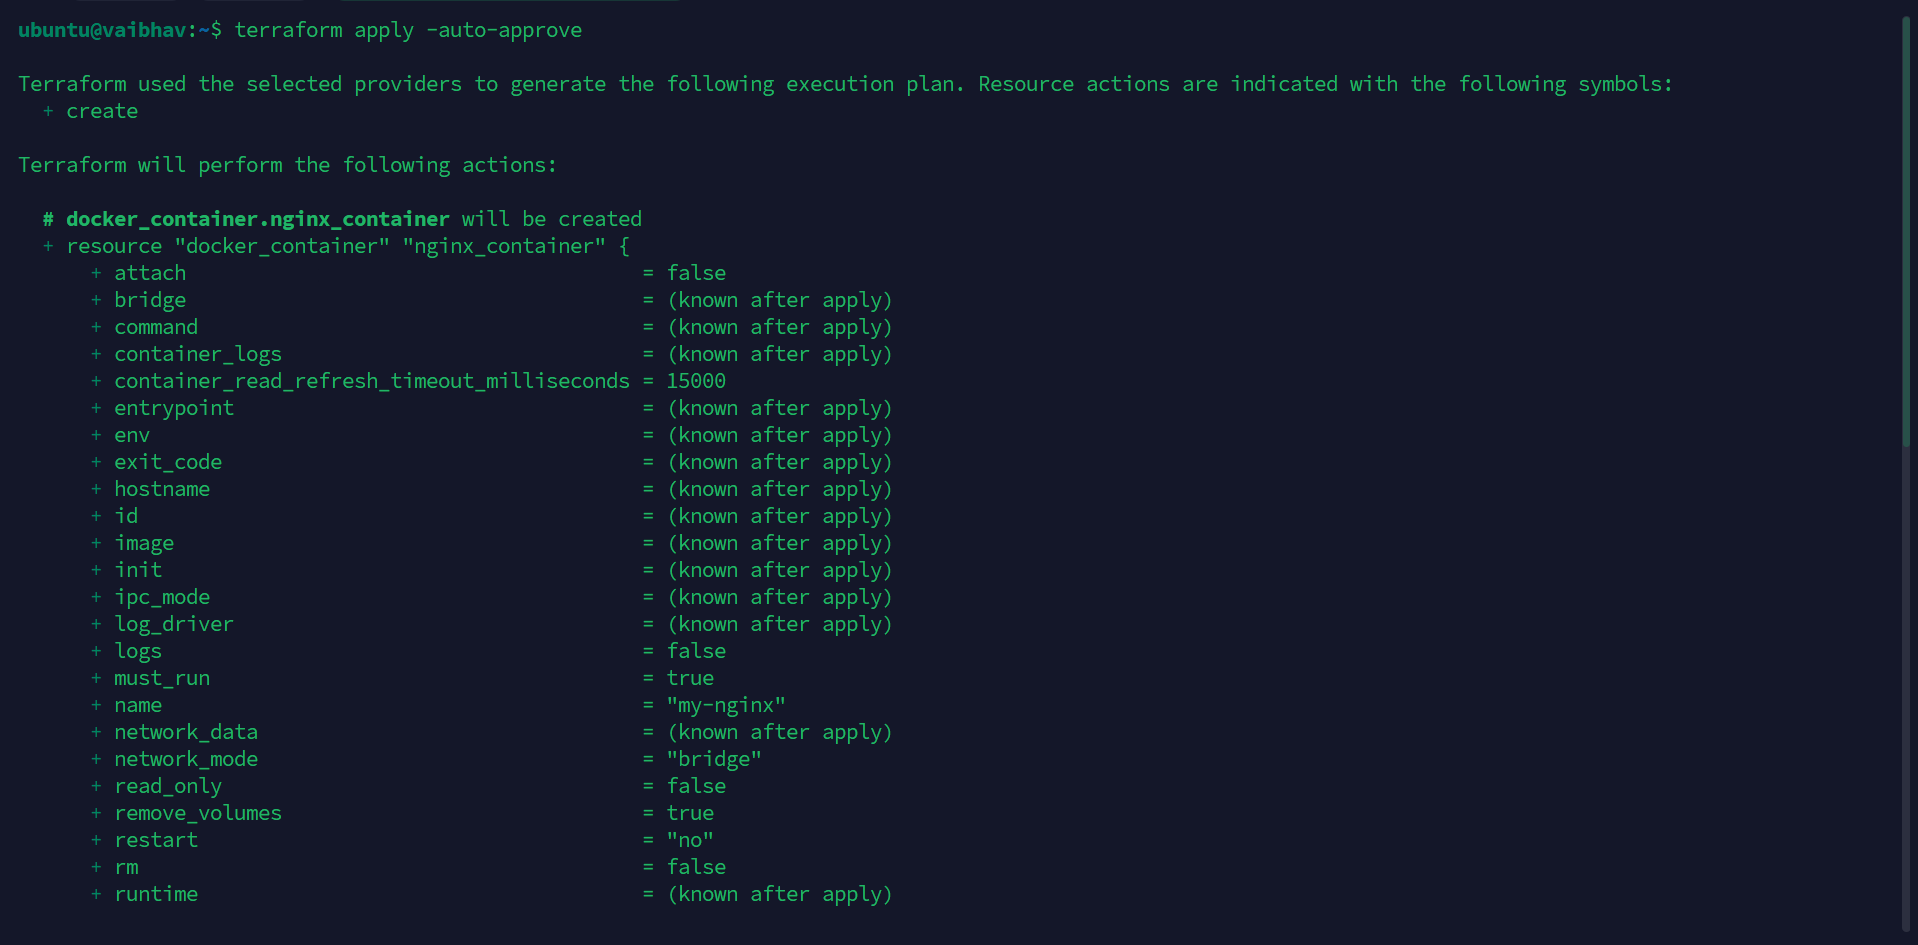 ubuntu@vaibhav:~$ terraform apply -auto-approve
Terraform used the selected providers to generate the following execution plan. Resource actions are indicated with the following symbols:
  + create
Terraform will perform the following actions:
  # docker_container.nginx_container will be created
  + resource "docker_container" "nginx_container" {
      + attach                                      = false
      + bridge                                      = (known after apply)
      + command                                     = (known after apply)
      + container_logs                              = (known after apply)
      + container_read_refresh_timeout_milliseconds = 15000
      + entrypoint                                  = (known after apply)
      + env                                         = (known after apply)
      + exit_code                                   = (known after apply)
      + hostname                                    = (known after apply)
      + id                                          = (known after apply)
      + image                                       = (known after apply)
      + init                                        = (known after apply)
      + ipc_mode                                    = (known after apply)
      + log_driver                                  = (known after apply)
      + logs                                        = false
      + must_run                                    = true
      + name                                        = "my-nginx"
      + network_data                                = (known after apply)
      + network_mode                                = "bridge"
      + read_only                                   = false
      + remove_volumes                              = true
      + restart                                     = "no"
      + rm                                          = false
      + runtime                                     = (known after apply)